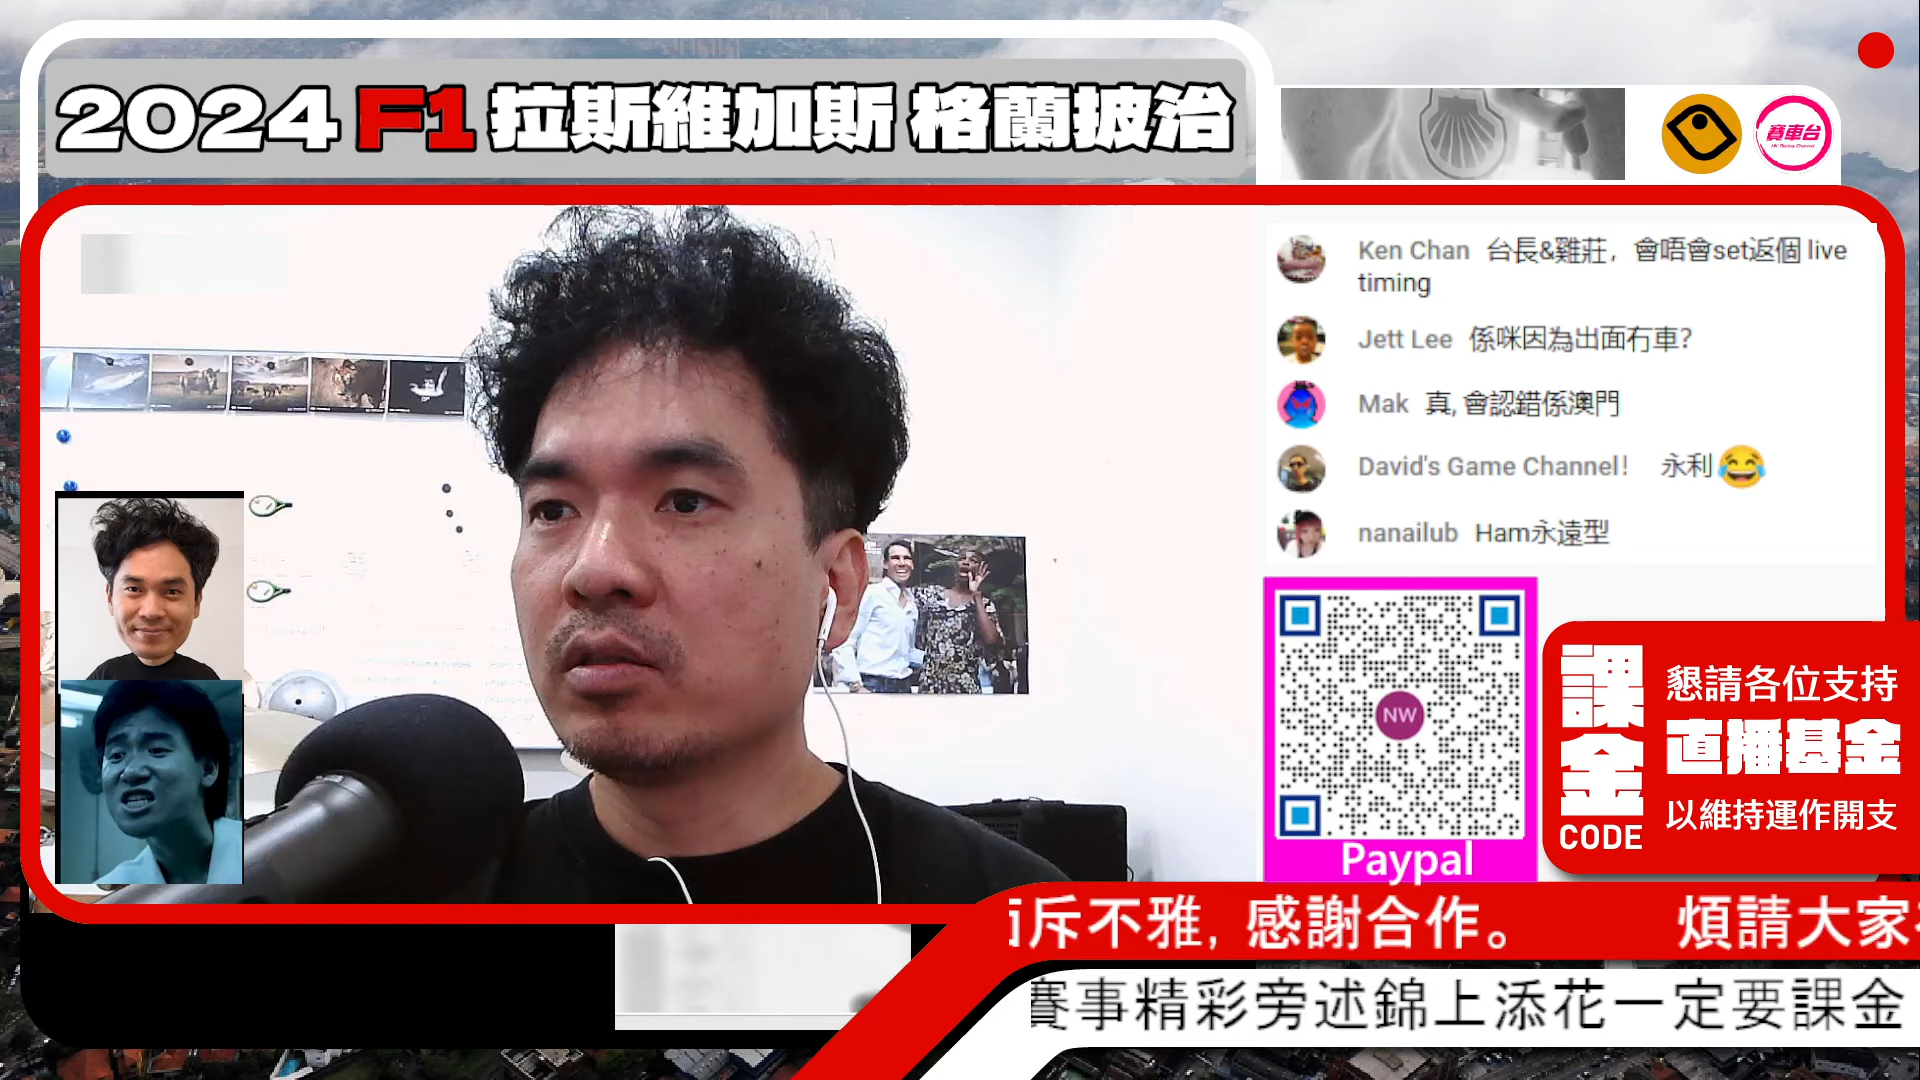 2024 F1 拉斯維加斯 格蘭披治
賽車台
Ken Chan 台長&雞莊，會唔會set返個 live
timing
Jett Lee 係咪因為出面冇車?
Mak 真, 會認錯係澳門
David's Game Channel! 永利😂
nanailub Ham永遠型
NW
Paypal
課金
CODE
懇請各位支持
直播基金
以維持運作開支
斥不雅, 感謝合作。 煩請大家
賽事精彩旁述錦上添花一定要課金